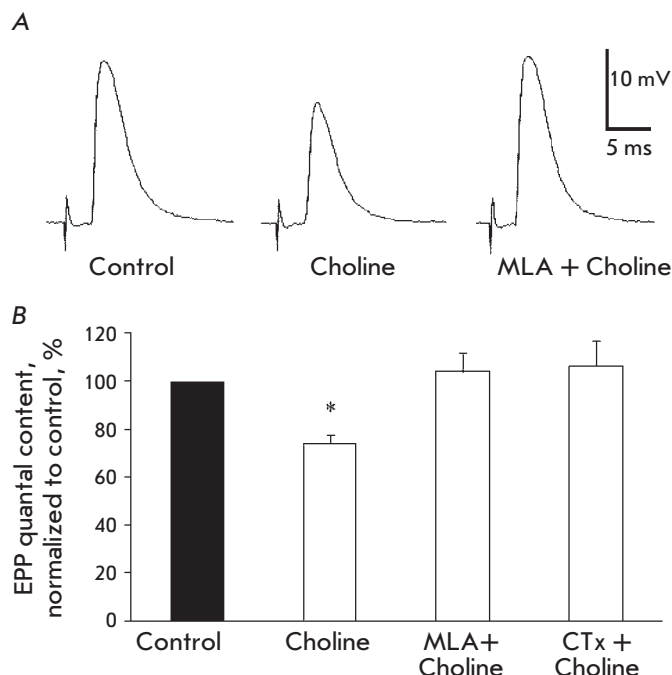 A
10 mV
5 ms
Control Choline MLA + Choline
B
EPP quantal content,
normalized to control, %
120
100
80
60
40
20
0
*
Control Choline MLA+ CTx +
Choline Choline